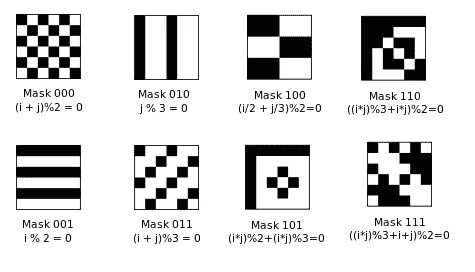 Mask 000
(i + j)%2 = 0
Mask 010
j % 3 = 0
Mask 100
(i/2 + j/3)%2=0
Mask 110
((i*j)%3+i*j)%2=0
Mask 001
i % 2 = 0
Mask 011
(i + j)%3 = 0
Mask 101
(i*j)%2+(i*j)%3=0
Mask 111
((i*j)%3+i+j)%2=0